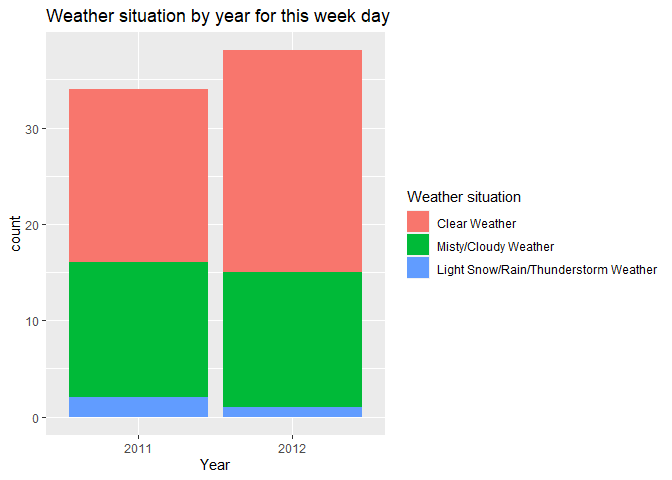 Weather situation by year for this week day
count
30
20
10
0
2011
2012
Year
Weather situation
Clear Weather
Misty/Cloudy Weather
Light Snow/Rain/Thunderstorm Weather